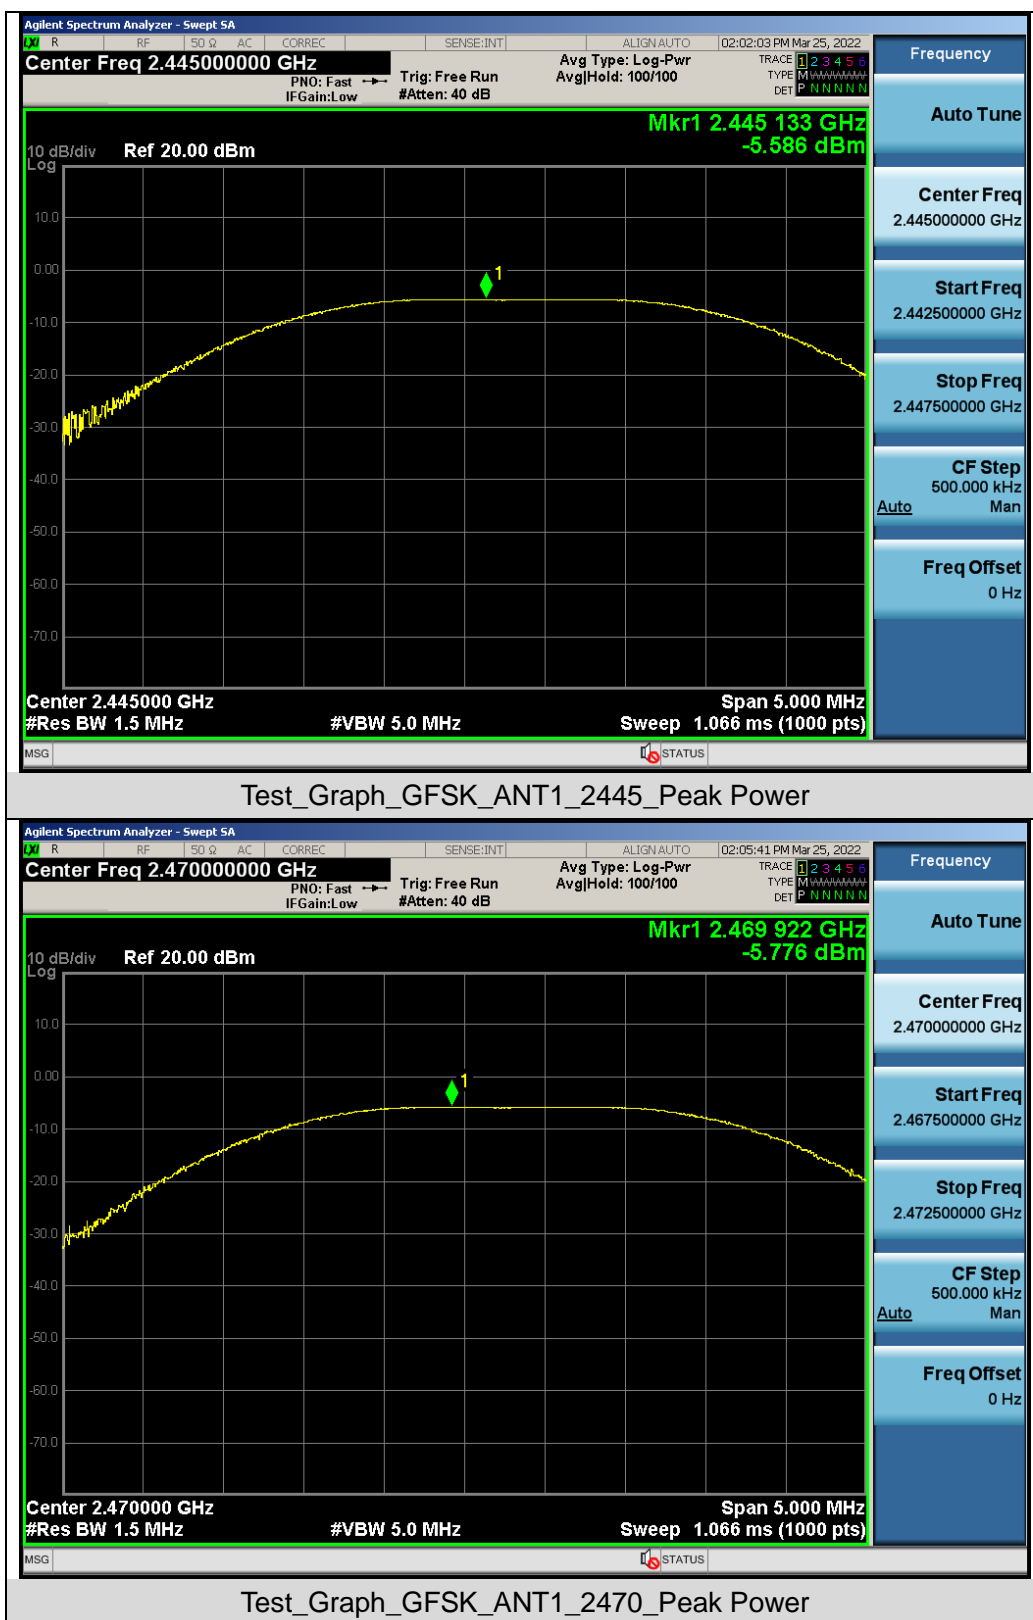 Agilent Spectrum Analyzer - Swept SA
LXI R RF 50 Ω AC CORREC SENSE:INT ALIGN AUTO 02:02:03 PM Mar 25, 2022
Center Freq 2.445000000 GHz
PNO: Fast
IFGain:Low
Trig: Free Run
#Atten: 40 dB
Avg Type: Log-Pwr
Avg|Hold: 100/100
TRACE 1 2 3 4 5 6
TYPE M WWWWW
DET P N N N N N
Frequency
Mkr1 2.445 133 GHz
-5.586 dBm
10 dB/div Ref 20.00 dBm
Log
10.0
0.00
-10.0
-20.0
-30.0
-40.0
-50.0
-60.0
-70.0
1
Center 2.445000 GHz Span 5.000 MHz
#Res BW 1.5 MHz #VBW 5.0 MHz Sweep 1.066 ms (1000 pts)
Auto Tune
Center Freq
2.445000000 GHz
Start Freq
2.442500000 GHz
Stop Freq
2.447500000 GHz
CF Step
500.000 kHz
Auto Man
Freq Offset
0 Hz
MSG STATUS
Test_Graph_GFSK_ANT1_2445_Peak Power
Agilent Spectrum Analyzer - Swept SA
LXI R RF 50 Ω AC CORREC SENSE:INT ALIGN AUTO 02:05:41 PM Mar 25, 2022
Center Freq 2.470000000 GHz
PNO: Fast
IFGain:Low
Trig: Free Run
#Atten: 40 dB
Avg Type: Log-Pwr
Avg|Hold: 100/100
TRACE 1 2 3 4 5 6
TYPE M WWWWW
DET P N N N N N
Frequency
Mkr1 2.469 922 GHz
-5.776 dBm
10 dB/div Ref 20.00 dBm
Log
10.0
0.00
-10.0
-20.0
-30.0
-40.0
-50.0
-60.0
-70.0
1
Center 2.470000 GHz Span 5.000 MHz
#Res BW 1.5 MHz #VBW 5.0 MHz Sweep 1.066 ms (1000 pts)
Auto Tune
Center Freq
2.470000000 GHz
Start Freq
2.467500000 GHz
Stop Freq
2.472500000 GHz
CF Step
500.000 kHz
Auto Man
Freq Offset
0 Hz
MSG STATUS
Test_Graph_GFSK_ANT1_2470_Peak Power